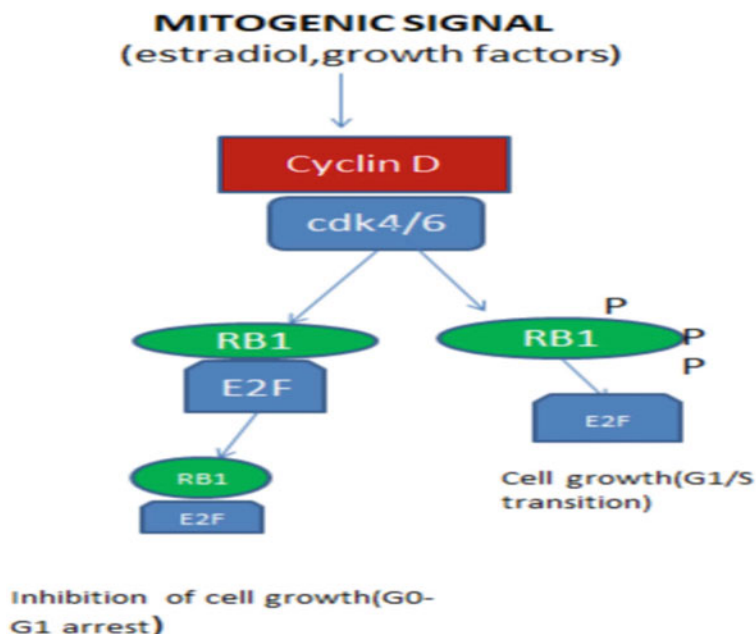 MITOGENIC SIGNAL
(estradiol,growth factors)
Cyclin D
cdk4/6
RB1
E2F
RB1
E2F
Inhibition of cell growth(G0-
G1 arrest)
P
RB1
P
P
E2F
Cell growth(G1/S
transition)